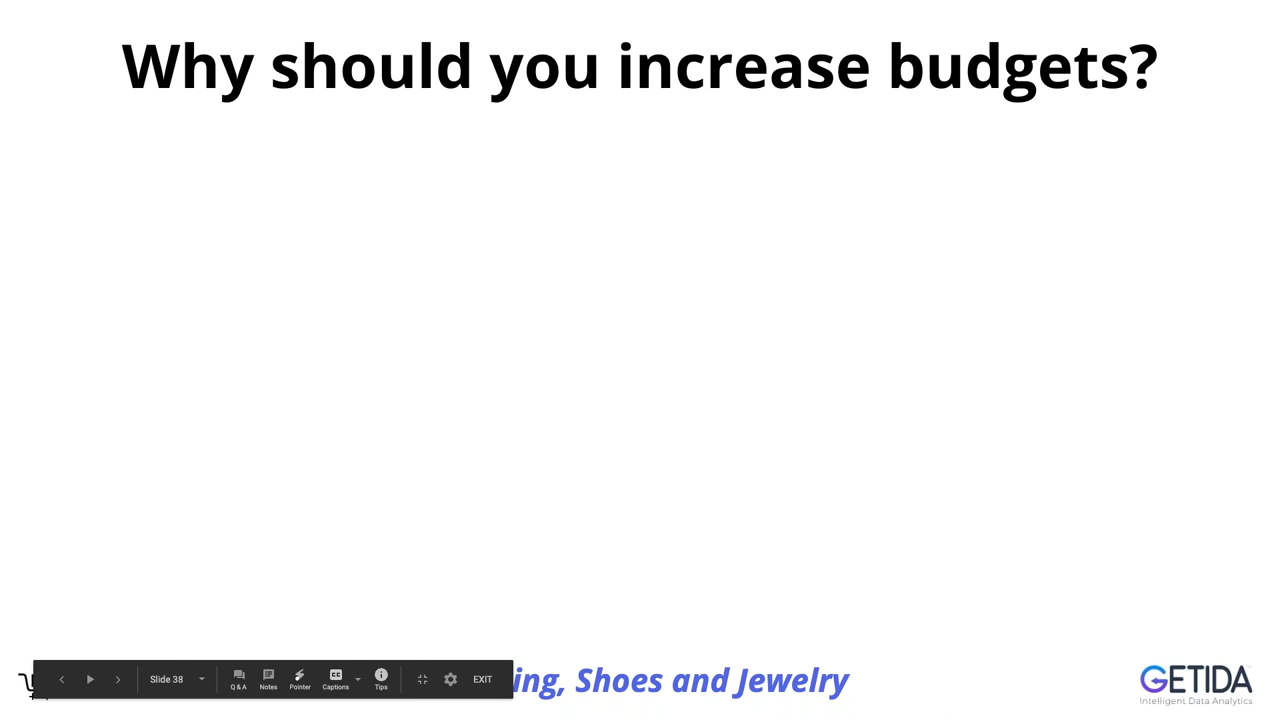 Why should you increase budgets?
Slide 38
Q & A
Notes
Pointer
Captions
Tips
EXIT
ing, Shoes and Jewelry
GETIDA
Intelligent Data Analytics